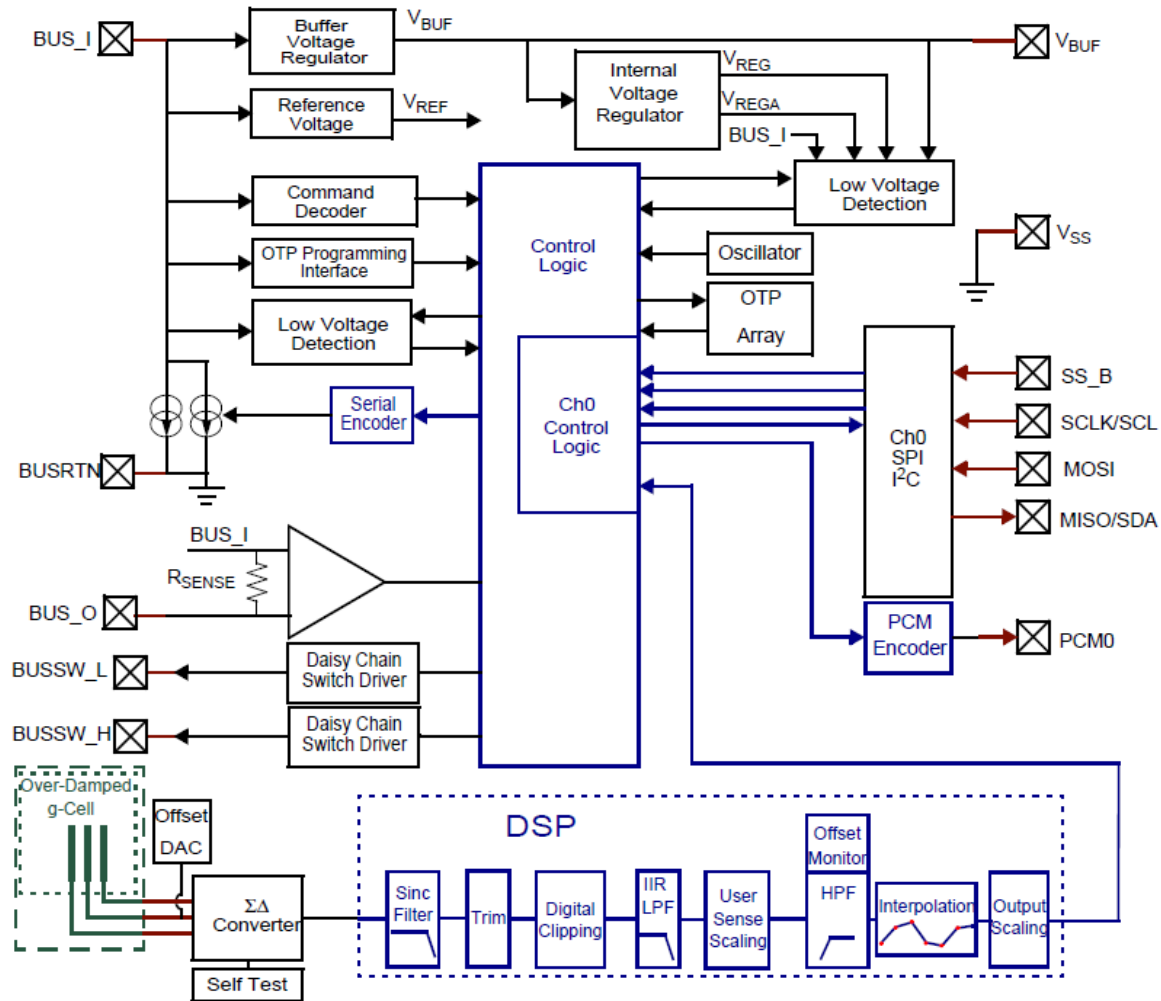 BUS_I
Buffer
Voltage
Regulator
VBUF
VBUF
Internal
Voltage
Regulator
VREG
VREGA
Reference
Voltage
VREF
BUS_I
Low Voltage
Detection
Command
Decoder
Control
Logic
VSS
Oscillator
OTP Programming
Interface
OTP
Array
Low Voltage
Detection
SS_B
Serial
Encoder
Ch0
Control
Logic
Ch0
SPI
I2C
SCLK/SCL
BUSRTN
MOSI
MISO/SDA
BUS_I
RSENSE
BUS_O
PCM
Encoder
PCM0
BUSSW_L
Daisy Chain
Switch Driver
BUSSW_H
Daisy Chain
Switch Driver
Over-Damped
g-Cell
Offset
DAC
ΣΔ
Converter
Self Test
DSP
Sinc
Filter
Trim
Digital
Clipping
IIR
LPF
User
Sense
Scaling
Offset
Monitor
HPF
Interpolation
Output
Scaling